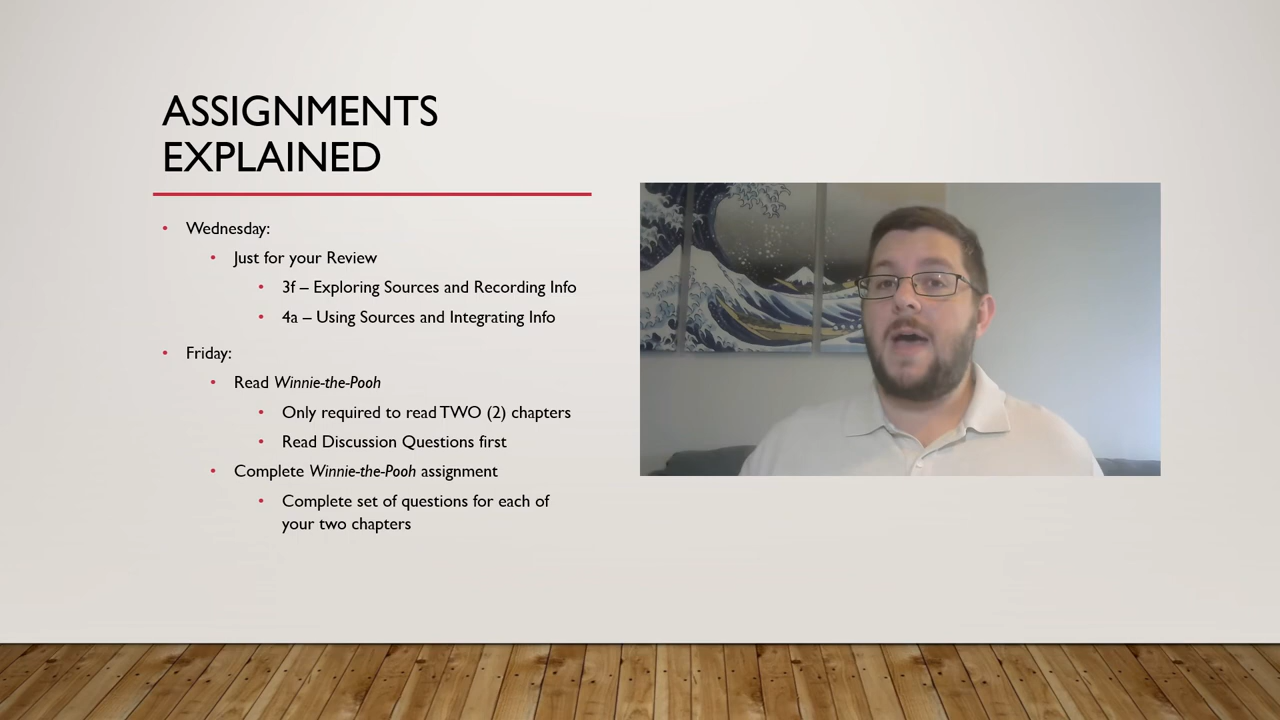 ASSIGNMENTS
EXPLAINED
• Wednesday:
• Just for your Review
• 3f – Exploring Sources and Recording Info
• 4a – Using Sources and Integrating Info
• Friday:
• Read Winnie-the-Pooh
• Only required to read TWO (2) chapters
• Read Discussion Questions first
• Complete Winnie-the-Pooh assignment
• Complete set of questions for each of
your two chapters